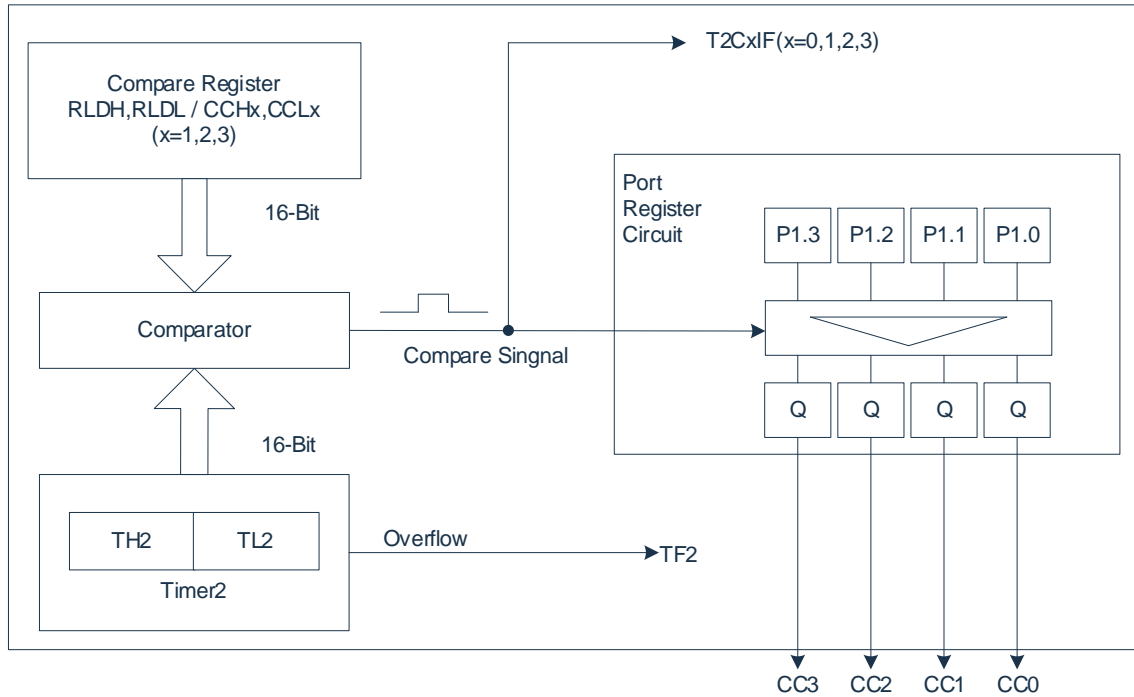 T2CxIF(x=0,1,2,3)
Compare Register
RLDH,RLDL / CCHx,CCLx
(x=1,2,3)
16-Bit
Port
Register
Circuit
P1.3 P1.2 P1.1 P1.0
Comparator
Compare Singnal
Q Q Q Q
16-Bit
TH2 TL2
Timer2
Overflow
TF2
CC3 CC2 CC1 CC0